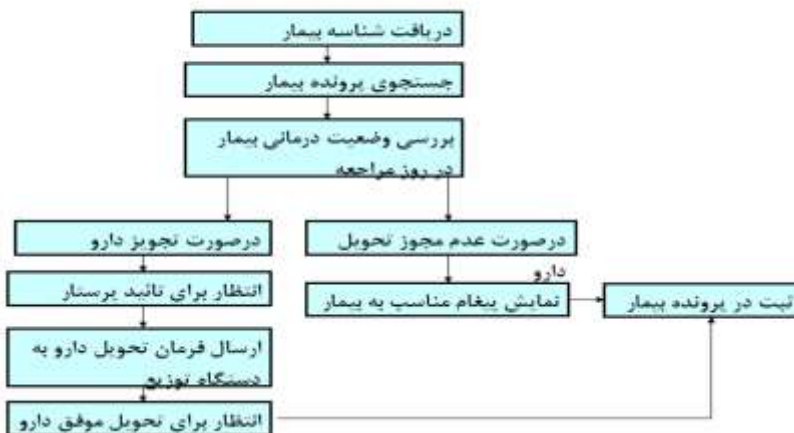 دریافت شناسه بیمار
جستجوی پرونده بیمار
بررسی وضعیت درمانی بیمار
در روز مراجعه
درصورت تجویز دارو
انتظار برای تائید پرستار
ارسال فرمان تحویل دارو به
دستگاه توزیع
انتظار برای تحویل موفق دارو
درصورت عدم مجوز تحویل
دارو
نمایش پیغام مناسب به بیمار
ثبت در پرونده بیمار